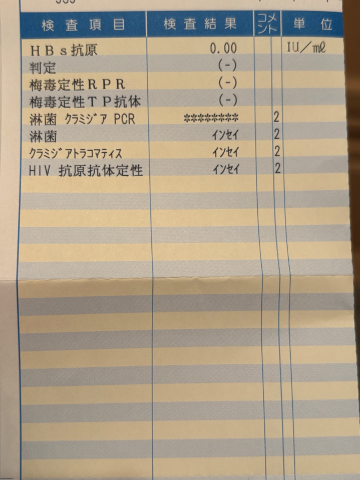 検査項目 検査結果 コメント 単位
HBs抗原 0.00 IU/mℓ
判定 (-)
梅毒定性RPR (-)
梅毒定性TP抗体 (-)
淋菌 クラミジア PCR ******** 2
淋菌 インセイ 2
クラミジアトラコマティス インセイ 2
HIV 抗原抗体定性 インセイ 2